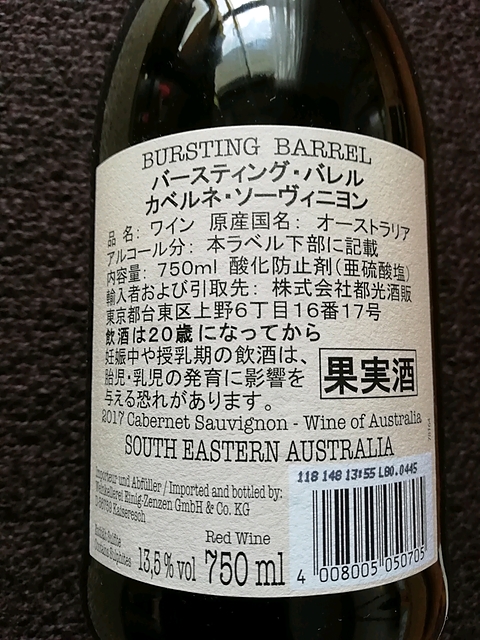 BURSTING BARREL
バースティング・バレル
カベルネ・ソーヴィニヨン
品 名: ワイン 原産国名: オーストラリア
アルコール分: 本ラベル下部に記載
内容量: 750ml 酸化防止剤(亜硫酸塩)
輸入者および引取先: 株式会社都光酒販
東京都台東区上野6丁目16番17号
飲酒は20歳になってから
妊娠中や授乳期の飲酒は、
胎児・乳児の発育に影響を
与える恐れがあります。
果実酒
2017 Cabernet Sauvignon - Wine of Australia
SOUTH EASTERN AUSTRALIA
118 148 13:55 L80.0445
Importeur und Abfüller / Imported and bottled by:
Weinkellerei Einig-Zenzen GmbH & Co. KG
Kaisersesch
Red Wine
Sulphites
13,5% vol 750 ml
4 008005 050705